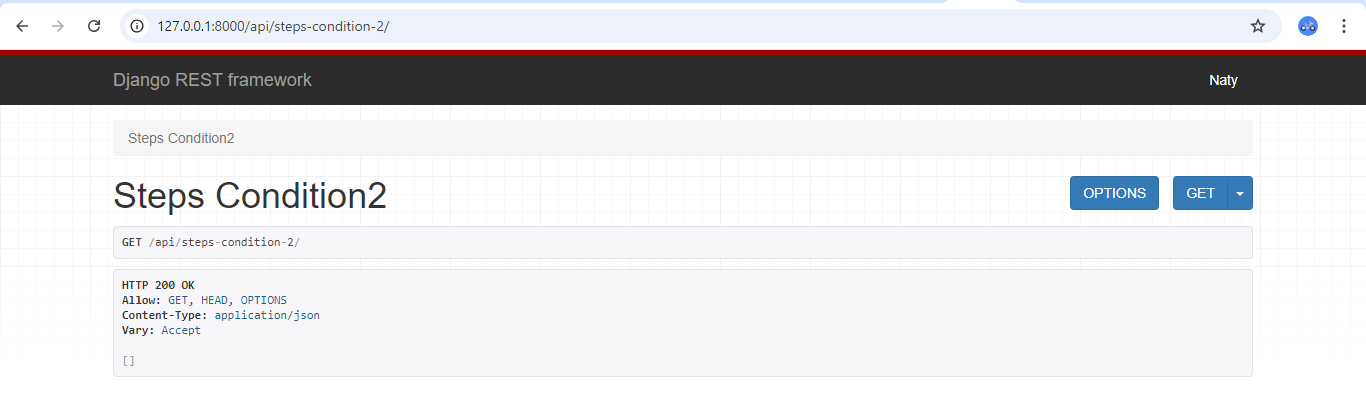 127.0.0.1:8000/api/steps-condition-2/
Django REST framework
Naty
Steps Condition2
Steps Condition2
OPTIONS
GET
GET /api/steps-condition-2/
HTTP 200 OK
Allow: GET, HEAD, OPTIONS
Content-Type: application/json
Vary: Accept
[]